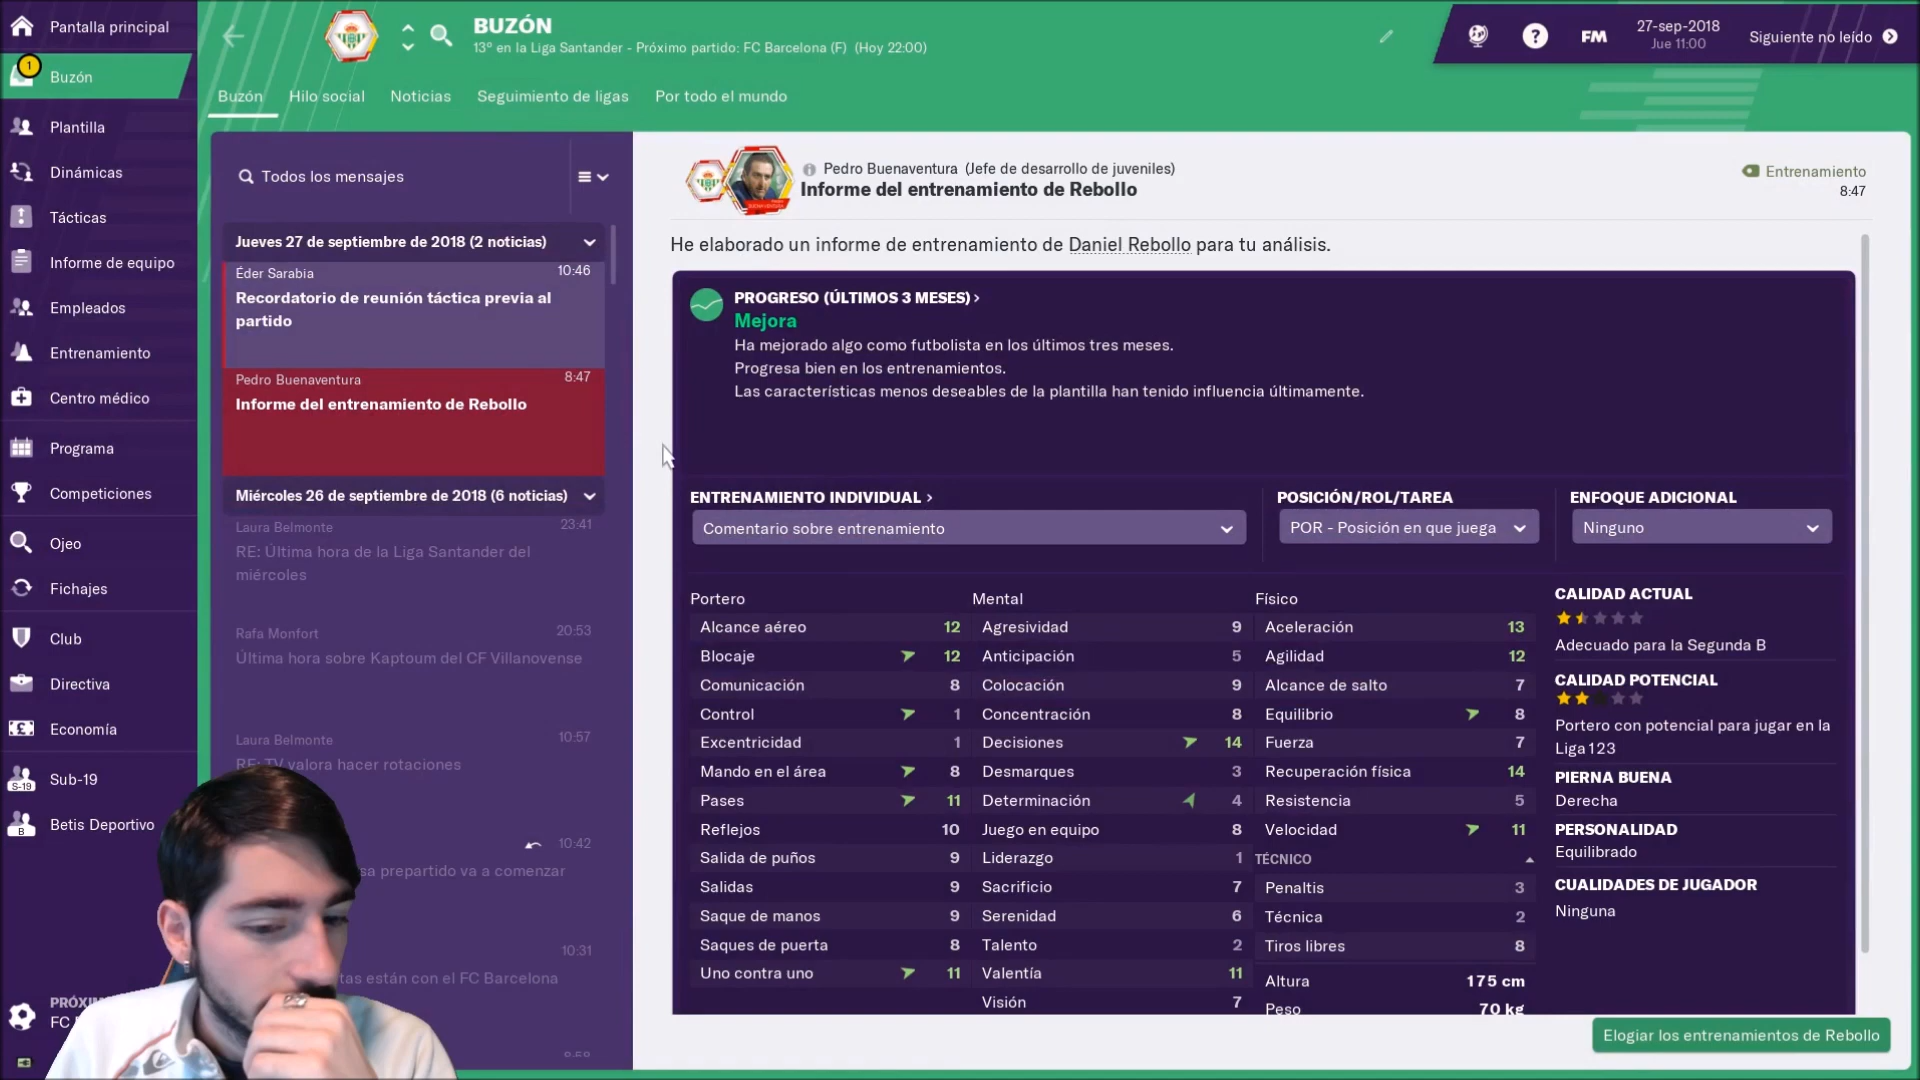 Pantalla principal
1
Buzón
Plantilla
Dinámicas
Tácticas
Informe de equipo
Empleados
Entrenamiento
Centro médico
Programa
Competiciones
Ojeo
Fichajes
Club
Directiva
Economía
S-19
Sub-19
B
Betis Deportivo
FC
BUZÓN
13º en la Liga Santander - Próximo partido: FC Barcelona (F) (Hoy 22:00)
?
FM
27-sep-2018
Jue 11:00
Siguiente no leído
Buzón
Hilo social
Noticias
Seguimiento de ligas
Por todo el mundo
Todos los mensajes
Jueves 27 de septiembre de 2018 (2 noticias)
Éder Sarabia 10:46
Recordatorio de reunión táctica previa al
partido
Pedro Buenaventura 8:47
Informe del entrenamiento de Rebollo
Miércoles 26 de septiembre de 2018 (6 noticias)
Laura Belmonte 23:41
RE: Última hora de la Liga Santander del
miércoles
Rafa Monfort 20:53
Última hora sobre Kaptoum del CF Villanovense
Laura Belmonte 10:57
RE: TV valora hacer rotaciones
10:42
prepartido va a comenzar
10:31
están con el FC Barcelona
Pedro Buenaventura (Jefe de desarrollo de juveniles)
Informe del entrenamiento de Rebollo
Entrenamiento
8:47
He elaborado un informe de entrenamiento de Daniel Rebollo para tu análisis.
PROGRESO (ÚLTIMOS 3 MESES) >
Mejora
Ha mejorado algo como futbolista en los últimos tres meses.
Progresa bien en los entrenamientos.
Las características menos deseables de la plantilla han tenido influencia últimamente.
ENTRENAMIENTO INDIVIDUAL >
Comentario sobre entrenamiento
POSICIÓN/ROL/TAREA
POR - Posición en que juega
ENFOQUE ADICIONAL
Ninguno
Portero
Alcance aéreo 12
Blocaje 12
Comunicación 8
Control 1
Excentricidad 1
Mando en el área 8
Pases 11
Reflejos 10
Salida de puños 9
Salidas 9
Saque de manos 9
Saques de puerta 8
Uno contra uno 11
Mental
Agresividad 9
Anticipación 5
Colocación 9
Concentración 8
Decisiones 14
Desmarques 3
Determinación 4
Juego en equipo 8
Liderazgo 1
Sacrificio 7
Serenidad 6
Talento 2
Valentía 11
Visión 7
Físico
Aceleración 13
Agilidad 12
Alcance de salto 7
Equilibrio 8
Fuerza 7
Recuperación física 14
Resistencia 5
Velocidad 11
TÉCNICO
Penaltis 3
Técnica 2
Tiros libres 8
Altura 175 cm
Peso 70 kg
CALIDAD ACTUAL
Adecuado para la Segunda B
CALIDAD POTENCIAL
Portero con potencial para jugar en la
Liga 123
PIERNA BUENA
Derecha
PERSONALIDAD
Equilibrado
CUALIDADES DE JUGADOR
Ninguna
Elogiar los entrenamientos de Rebollo